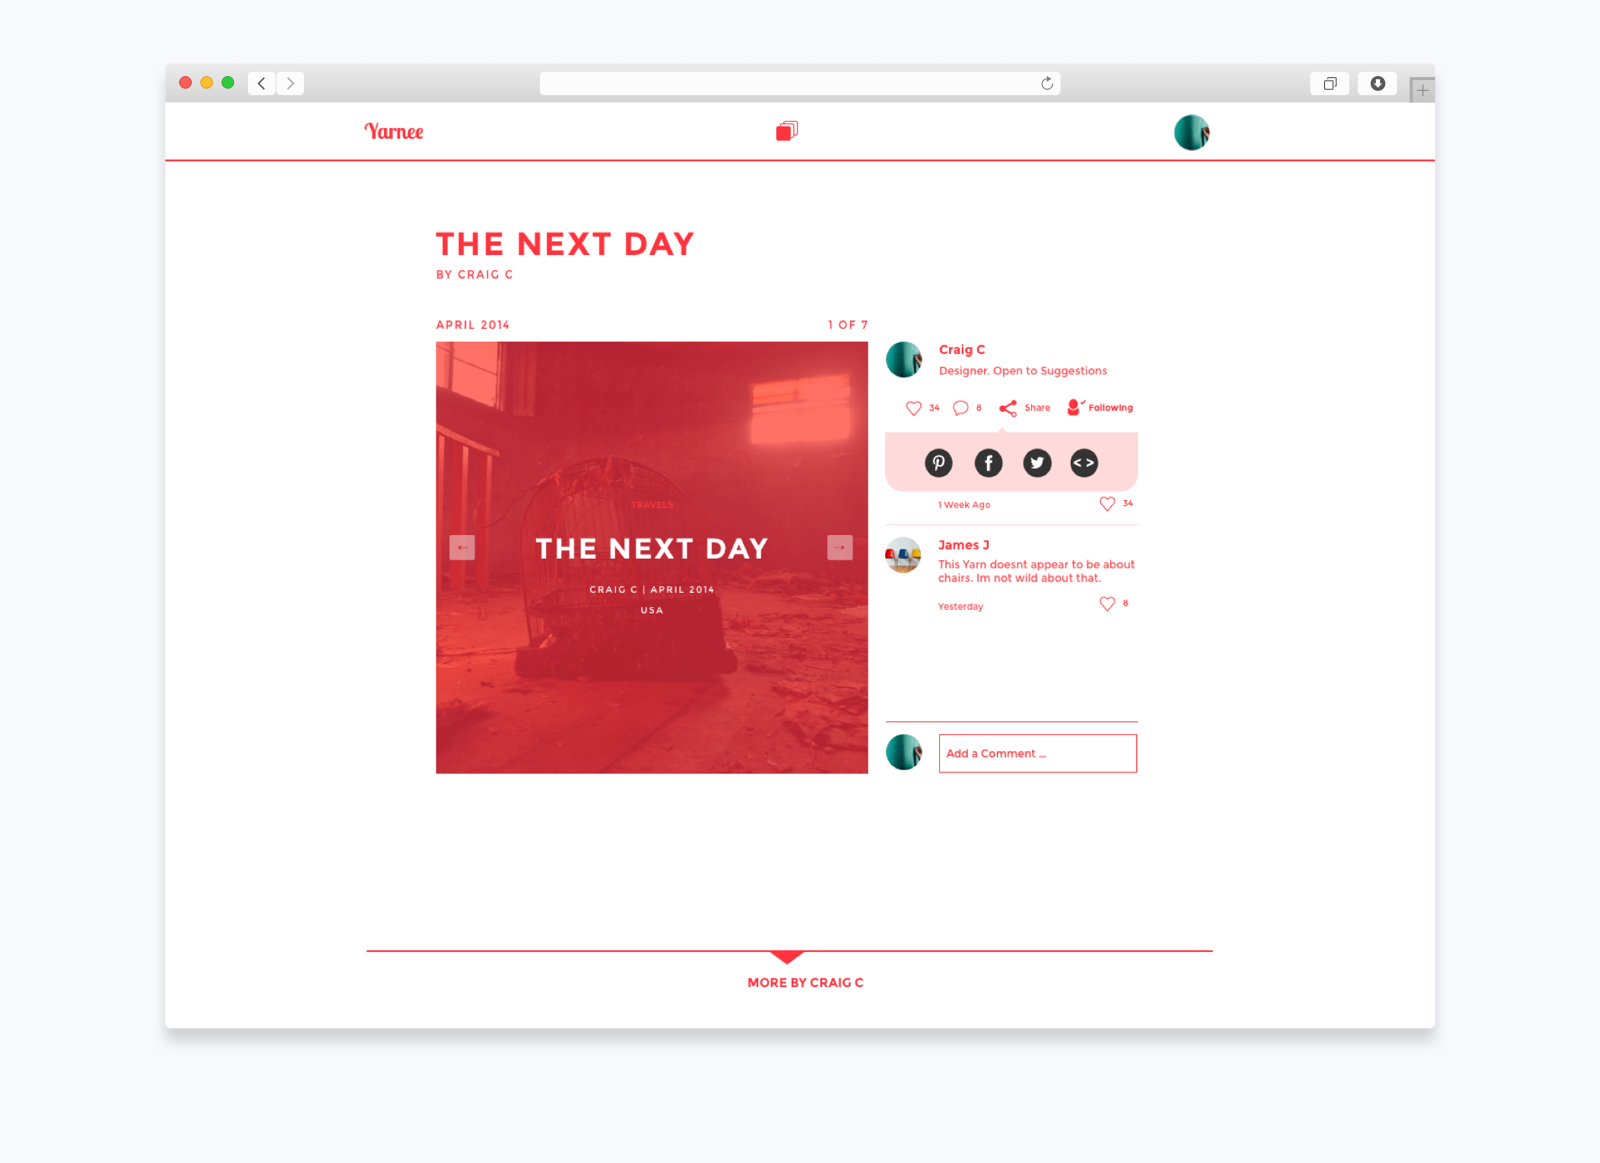 Yarnee
THE NEXT DAY
BY CRAIG C
APRIL 2014
1 OF 7
TRAVELS
THE NEXT DAY
CRAIG C | APRIL 2014
USA
Craig C
Designer. Open to Suggestions
34
8
Share
Following
1 Week Ago
34
James J
This Yarn doesnt appear to be about
chairs. Im not wild about that.
Yesterday
8
Add a Comment ...
MORE BY CRAIG C